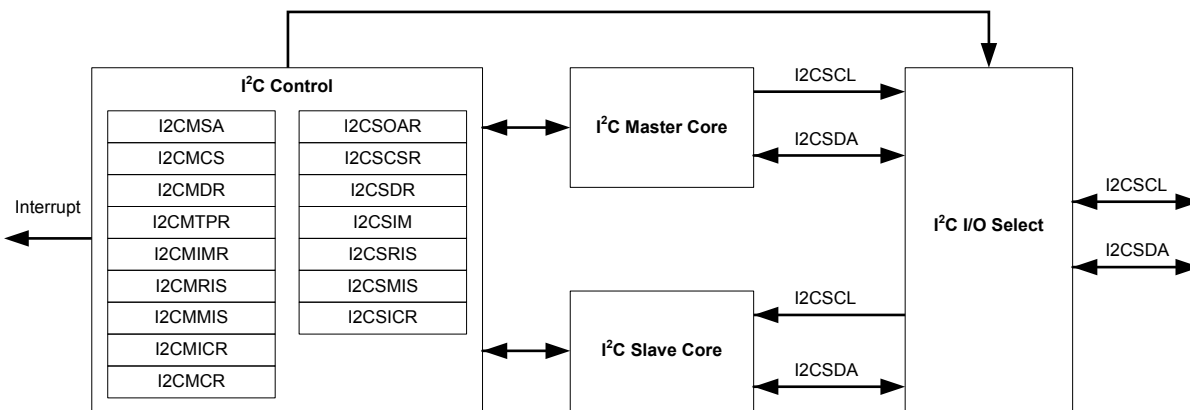 I²C Control
I2CMSA
I2CMCS
I2CMDR
I2CMTPR
I2CMIMR
I2CMRIS
I2CMMIS
I2CMICR
I2CMCR
I2CSOAR
I2CSCSR
I2CSDR
I2CSIM
I2CSRIS
I2CSMIS
I2CSICR
Interrupt
I²C Master Core
I2CSCL
I2CSDA
I²C Slave Core
I2CSCL
I2CSDA
I²C I/O Select
I2CSCL
I2CSDA